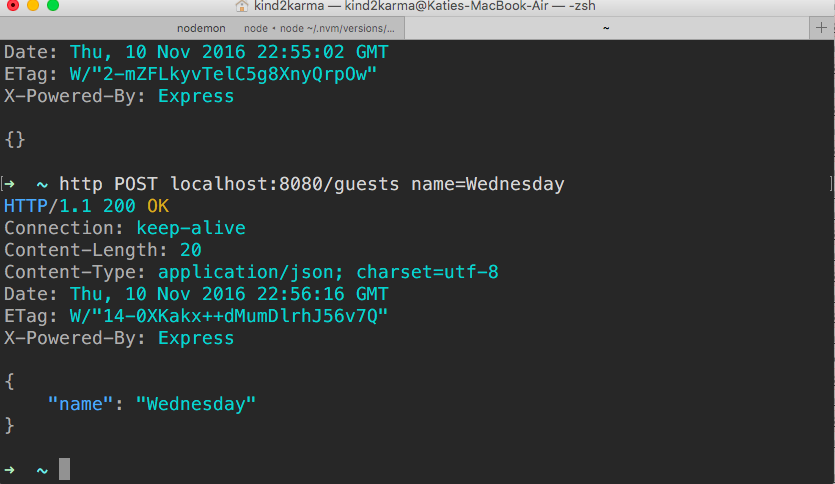 kind2karma — kind2karma@Katies-MacBook-Air — -zsh
nodemon node • node ~/.nvm/versions/... ~ +
Date: Thu, 10 Nov 2016 22:55:02 GMT
ETag: W/"2-mZFLkyvTelC5g8XnyQrpOw"
X-Powered-By: Express
{}
[→ ~ http POST localhost:8080/guests name=Wednesday ]
HTTP/1.1 200 OK
Connection: keep-alive
Content-Length: 20
Content-Type: application/json; charset=utf-8
Date: Thu, 10 Nov 2016 22:56:16 GMT
ETag: W/"14-0XKakx++dMumDlrhJ56v7Q"
X-Powered-By: Express
{
"name": "Wednesday"
}
→ ~